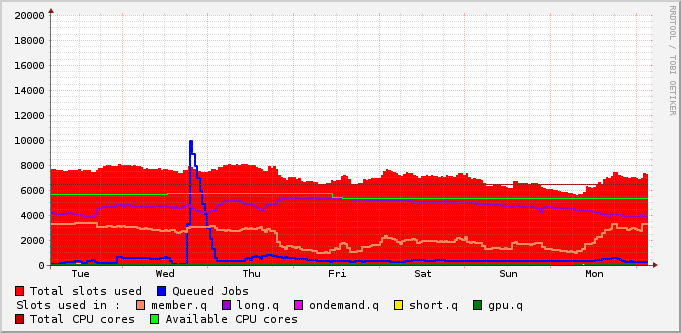 20000
18000
16000
14000
12000
10000
8000
6000
4000
2000
0
Tue Wed Thu Fri Sat Sun Mon
Total slots used Queued Jobs
Slots used in : member.q long.q ondemand.q short.q gpu.q
Total CPU cores Available CPU cores
RRDTOOL / TOBI OETIKER